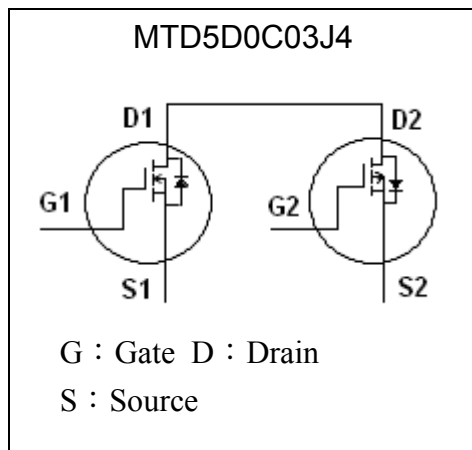 MTD5D0C03J4
D1 D2
G1 G2
S1 S2
G：Gate D：Drain
S：Source